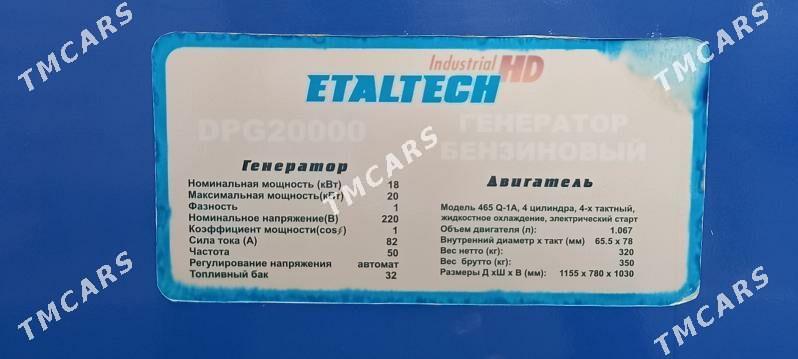 Industrial HD
ETALTECH
DPG20000
ГЕНЕРАТОР
БЕНЗИНОВЫЙ
Генератор
Номинальная мощность (кВт) 18
Максимальная мощность(кВт) 20
Фазность 1
Номинальное напряжение(В) 220
Коэффициент мощности(cos∮) 1
Сила тока (А) 82
Частота 50
Регулирование напряжения автомат
Топливный бак 32
Двигатель
Модель 465 Q-1А, 4 цилиндра, 4-х тактный,
жидкостное охлаждение, электрический старт
Объем двигателя (л): 1.067
Внутренний диаметр х такт (мм) 65.5 х 78
Вес нетто (кг): 320
Вес брутто (кг): 350
Размеры Д хШ х В (мм): 1155 х 780 х 1030
TMCARS
TMCARS
TMCARS
TMCARS
TMCARS
TMCARS